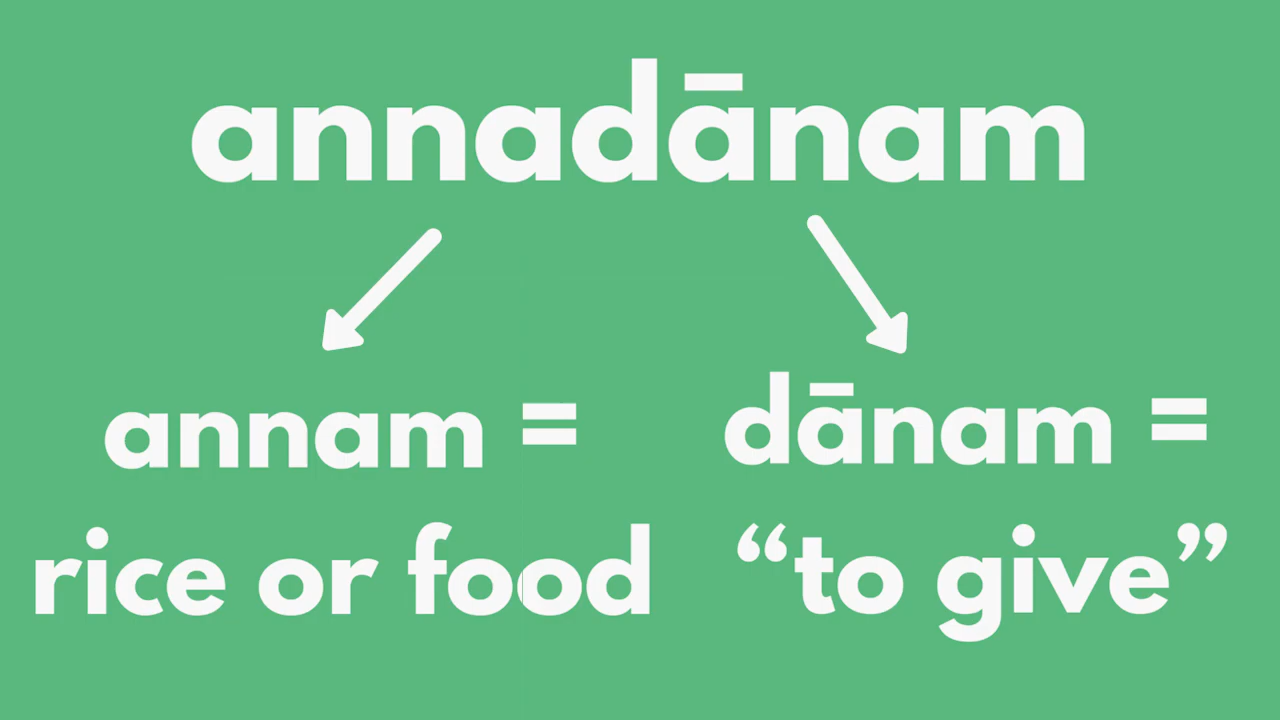 annadānam
annam =
rice or food
dānam =
“to give”